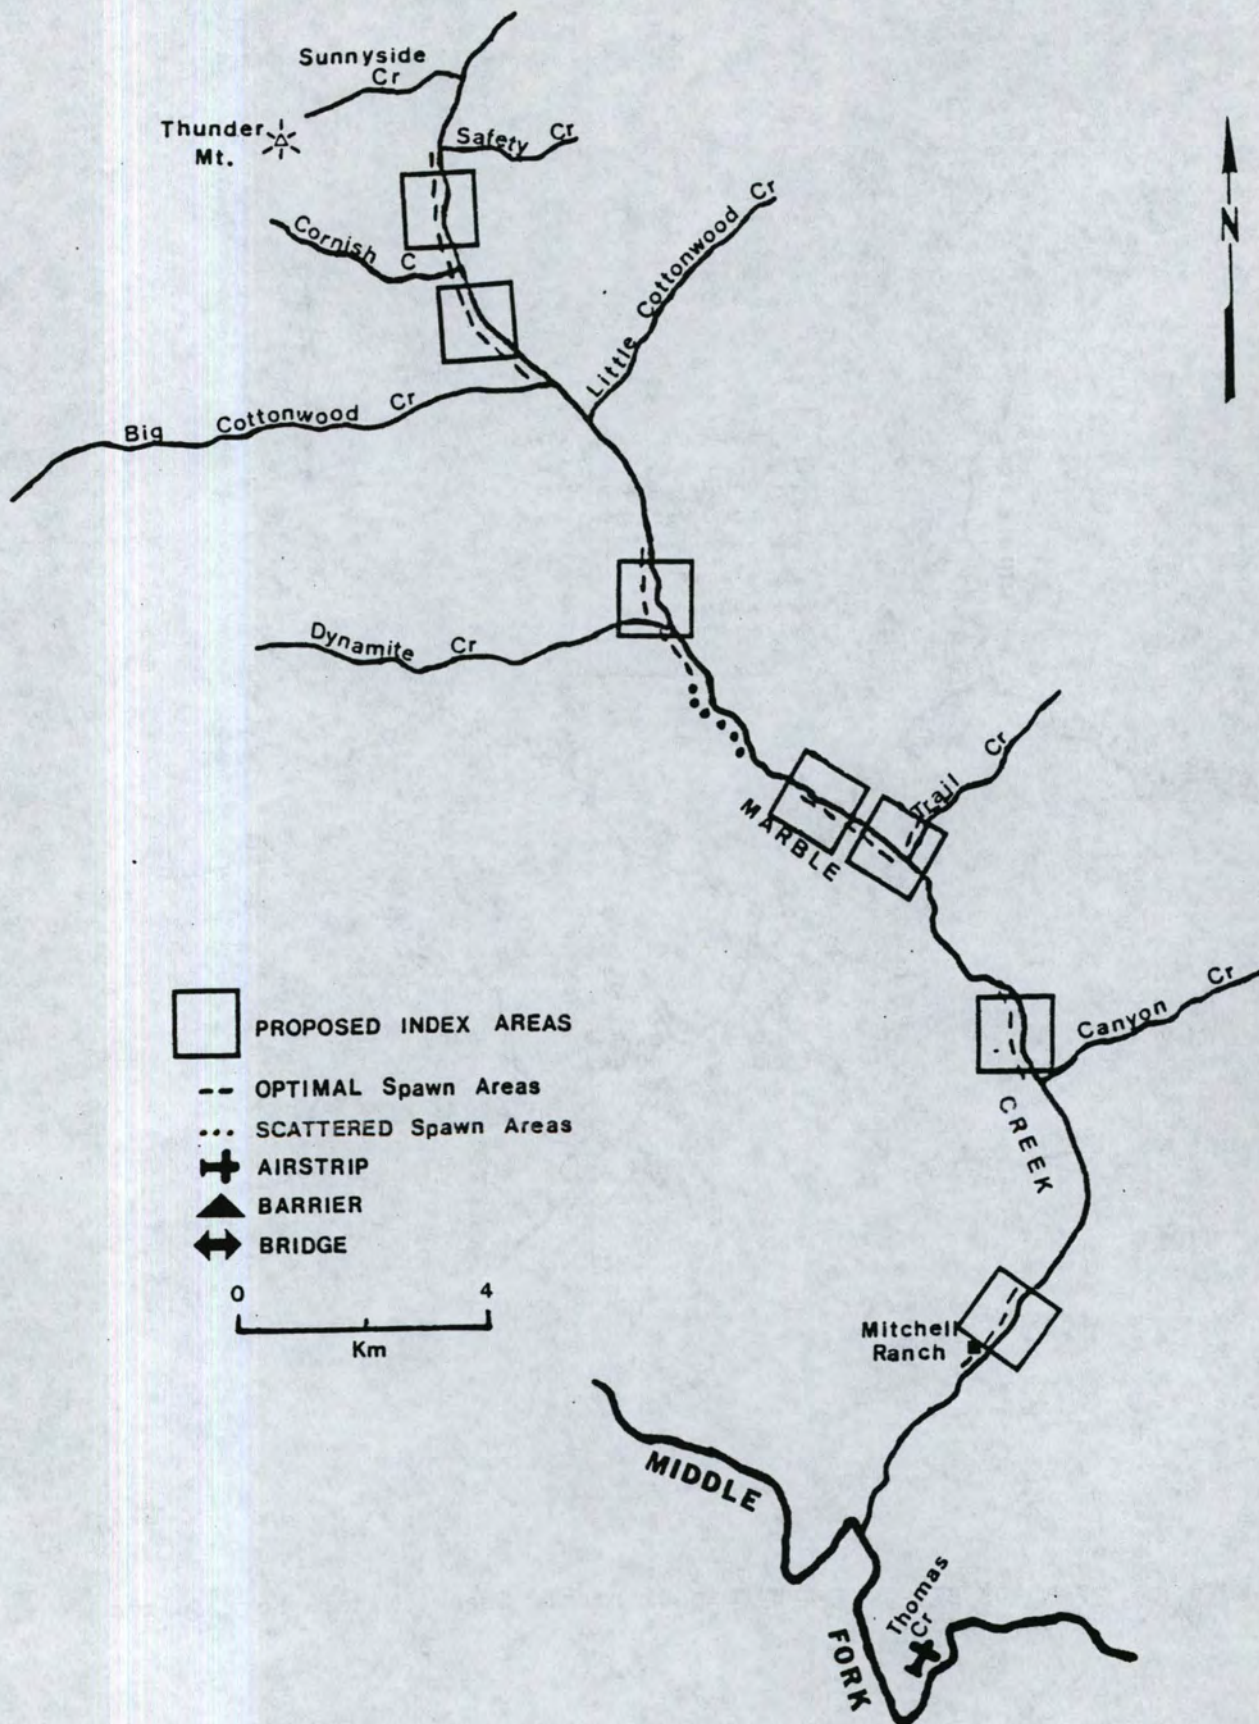 Sunnyside
Cr
Thunder
Mt.
Safety Cr
N
Cornish C
Little Cottonwood Cr
Big Cottonwood Cr
Dynamite Cr
Trail Cr
MARBLE
CREEK
Canyon Cr
PROPOSED INDEX AREAS
OPTIMAL Spawn Areas
SCATTERED Spawn Areas
AIRSTRIP
BARRIER
BRIDGE
0 4
Km
Mitchell
Ranch
MIDDLE
FORK
Thomas
Cr